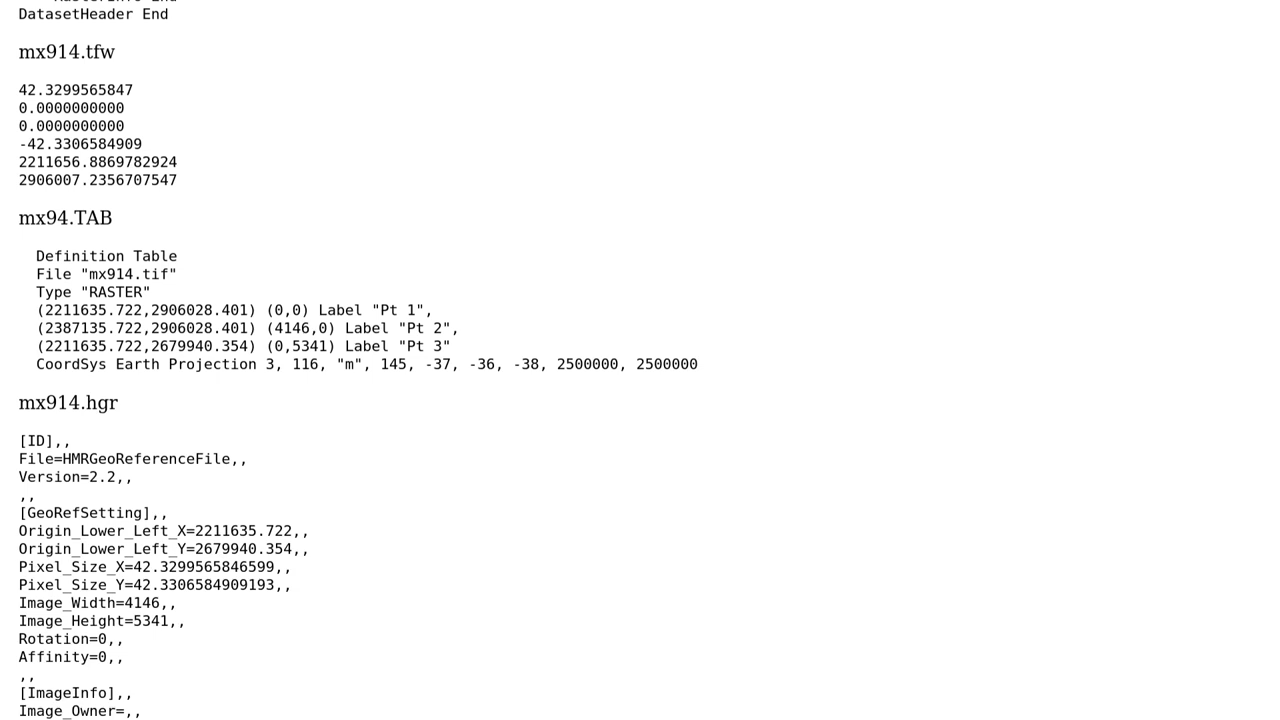 DatasetHeader End
mx914.tfw
42.3299565847
0.0000000000
0.0000000000
-42.3306584909
2211656.8869782924
2906007.2356707547
mx94.TAB
Definition Table
File "mx914.tif"
Type "RASTER"
(2211635.722,2906028.401) (0,0) Label "Pt 1",
(2387135.722,2906028.401) (4146,0) Label "Pt 2",
(2211635.722,2679940.354) (0,5341) Label "Pt 3"
CoordSys Earth Projection 3, 116, "m", 145, -37, -36, -38, 2500000, 2500000
mx914.hgr
[ID],,
File=HMRGeoReferenceFile,,
Version=2.2,,
,,
[GeoRefSetting],,
Origin_Lower_Left_X=2211635.722,,
Origin_Lower_Left_Y=2679940.354,,
Pixel_Size_X=42.3299565846599,,
Pixel_Size_Y=42.3306584909193,,
Image_Width=4146,,
Image_Height=5341,,
Rotation=0,,
Affinity=0,,
,,
[ImageInfo],,
Image_Owner=,,